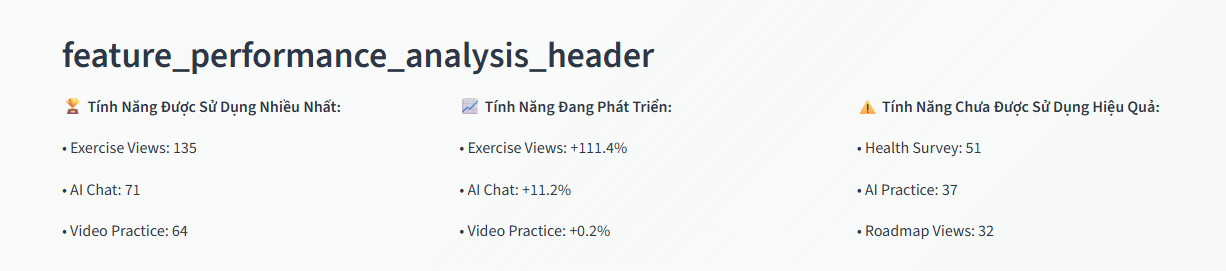 feature_performance_analysis_header
🏆 Tính Năng Được Sử Dụng Nhiều Nhất:
• Exercise Views: 135
• AI Chat: 71
• Video Practice: 64
📈 Tính Năng Đang Phát Triển:
• Exercise Views: +111.4%
• AI Chat: +11.2%
• Video Practice: +0.2%
⚠️ Tính Năng Chưa Được Sử Dụng Hiệu Quả:
• Health Survey: 51
• AI Practice: 37
• Roadmap Views: 32